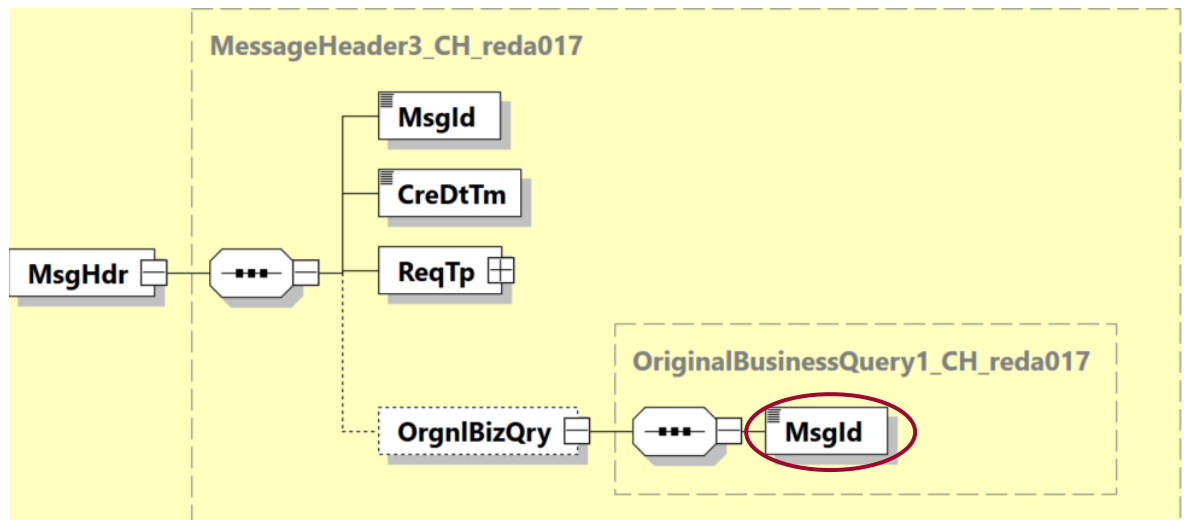 MessageHeader3_CH_reda017
MsgId
CreDtTm
MsgHdr
ReqTp
OriginalBusinessQuery1_CH_reda017
OrgnlBizQry
MsgId